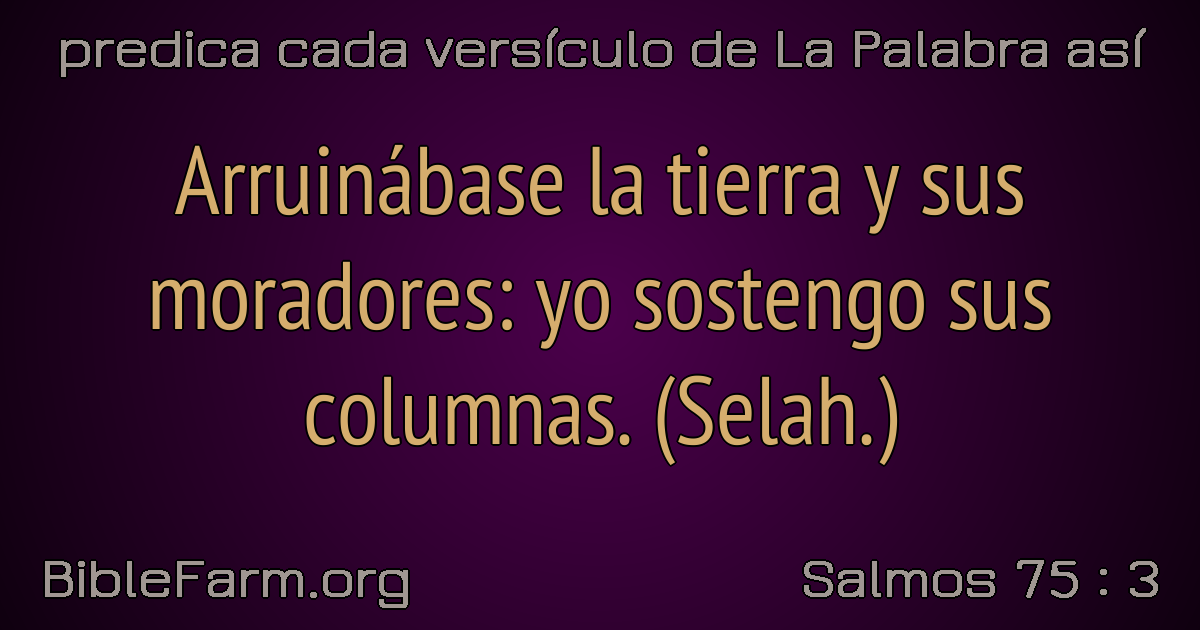 predica cada versículo de La Palabra así
Arruinábase la tierra y sus
moradores: yo sostengo sus
columnas. (Selah.)
BibleFarm.org
Salmos 75 : 3